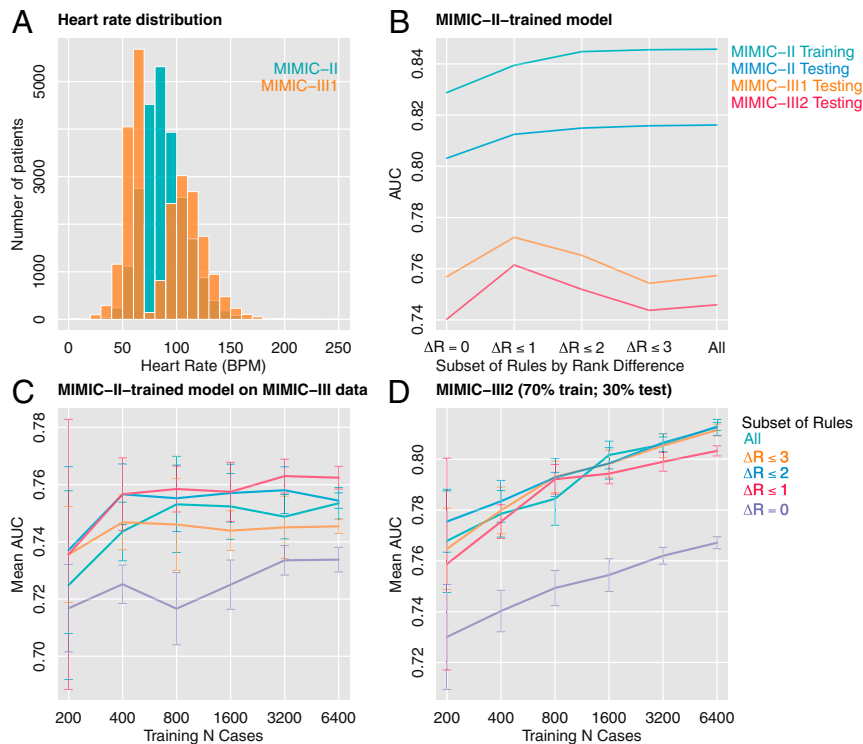 A Heart rate distribution
Number of patients
5000
3000
1000
0
MIMIC−II
MIMIC−III1
0 50 100 150 200 250
Heart Rate (BPM)
B MIMIC−II−trained model
AUC
0.84
0.82
0.80
0.78
0.76
0.74
MIMIC−II Training
MIMIC−II Testing
MIMIC−III1 Testing
MIMIC−III2 Testing
ΔR = 0 ΔR ≤ 1 ΔR ≤ 2 ΔR ≤ 3 All
Subset of Rules by Rank Difference
C MIMIC−II−trained model on MIMIC−III data
Mean AUC
0.78
0.76
0.74
0.72
0.70
200 400 800 1600 3200 6400
Training N Cases
D MIMIC−III2 (70% train; 30% test)
Mean AUC
0.80
0.78
0.76
0.74
0.72
200 400 800 1600 3200 6400
Training N Cases
Subset of Rules
All
ΔR ≤ 3
ΔR ≤ 2
ΔR ≤ 1
ΔR = 0